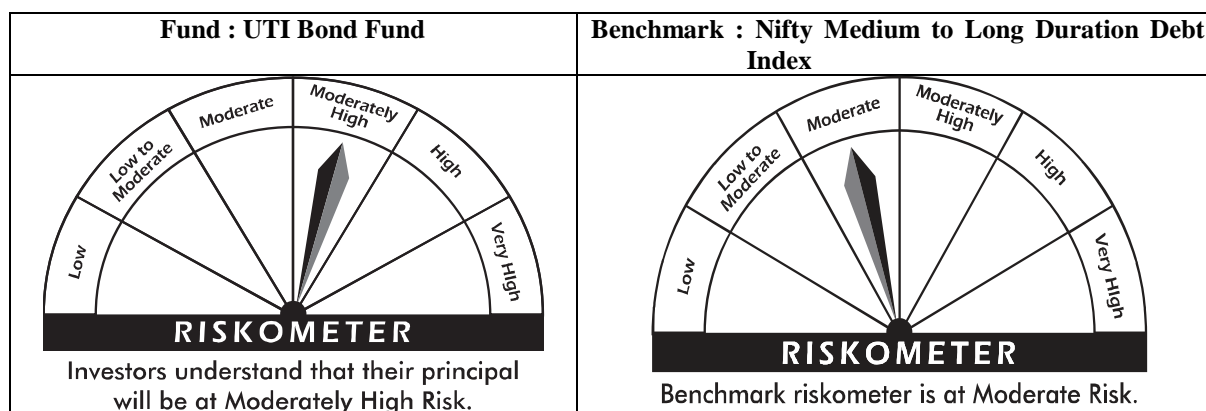 Fund : UTI Bond Fund
Benchmark : Nifty Medium to Long Duration Debt
Index
Low
Low to
Moderate
Moderate
Moderately
High
High
Very HIgh
RISKOMETER
Investors understand that their principal
will be at Moderately High Risk.
Low
Low to
Moderate
Moderate
Moderately
High
High
Very HIgh
RISKOMETER
Benchmark riskometer is at Moderate Risk.